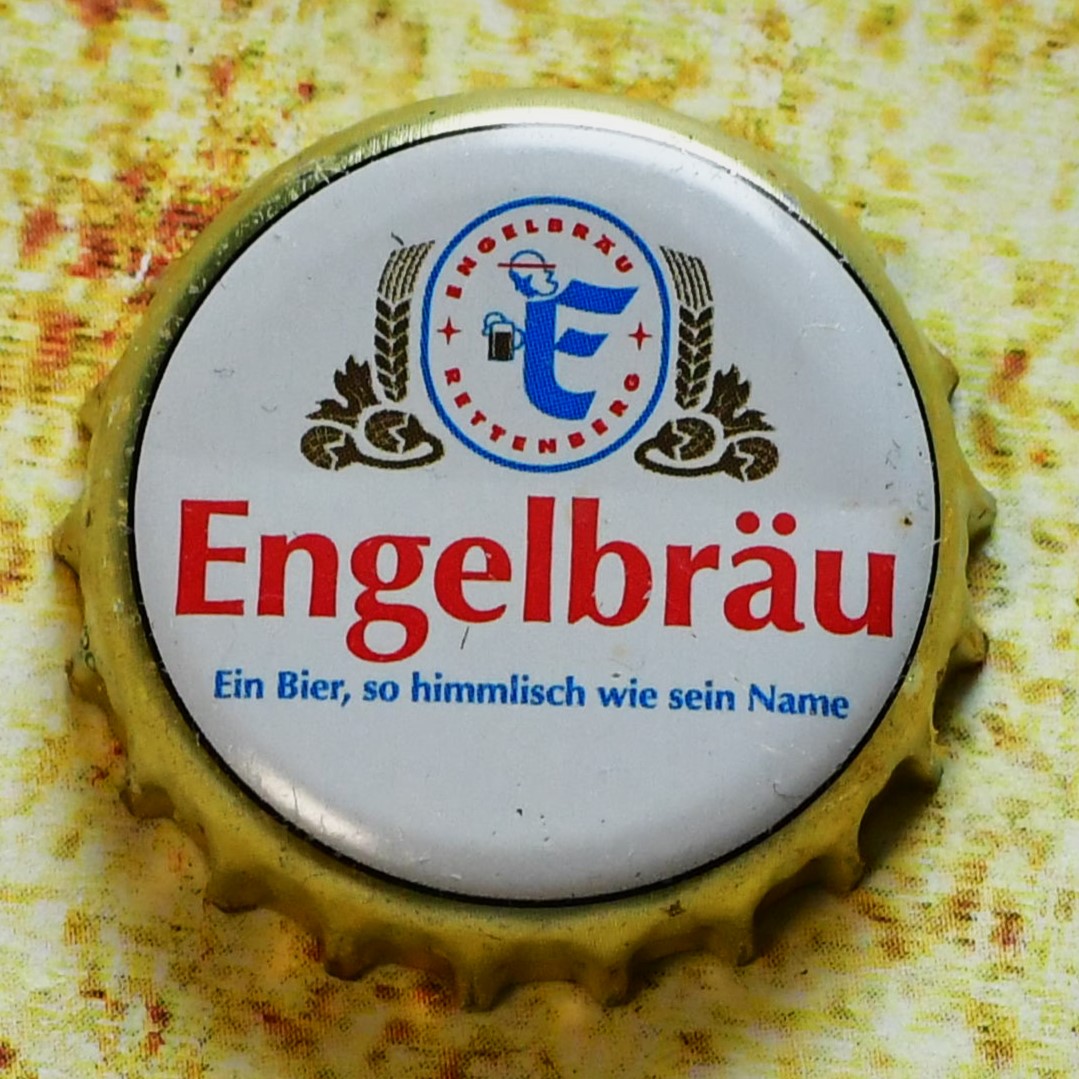 ENGELBRÄU
RETTENBERG
Engelbräu
Ein Bier, so himmlisch wie sein Name